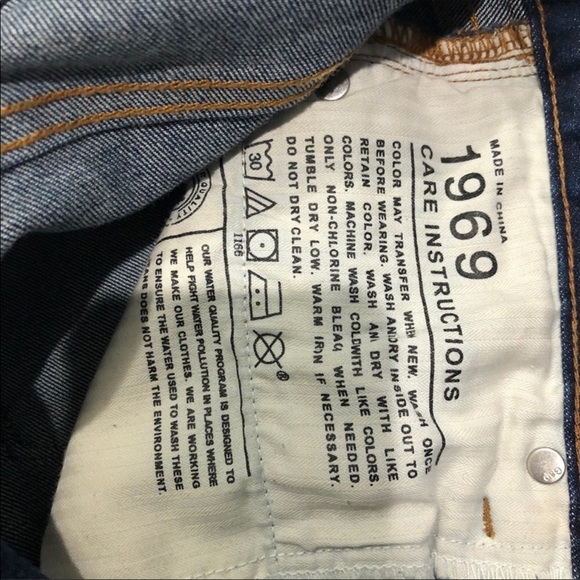 MADE IN CHINA
1969
CARE INSTRUCTIONS
COLOR MAY TRANSFER WHEN NEW. WASH ONCE
BEFORE WEARING. WASH AND DRY INSIDE OUT TO
RETAIN COLOR. WASH AND DRY WITH LIKE
COLORS. MACHINE WASH COLD WITH LIKE COLORS.
ONLY NON-CHLORINE BLEACH WHEN NEEDED.
TUMBLE DRY LOW. WARM IRON IF NECESSARY.
DO NOT DRY CLEAN.
30
®
1166
QUALITY
OUR WATER QUALITY PROGRAM IS DESIGNED TO
HELP FIGHT WATER POLLUTION IN PLACES WHERE
WE MAKE OUR CLOTHES. WE ARE WORKING
TO ENSURE THE WATER USED TO WASH THESE
DOES NOT HARM THE ENVIRONMENT.
GAP